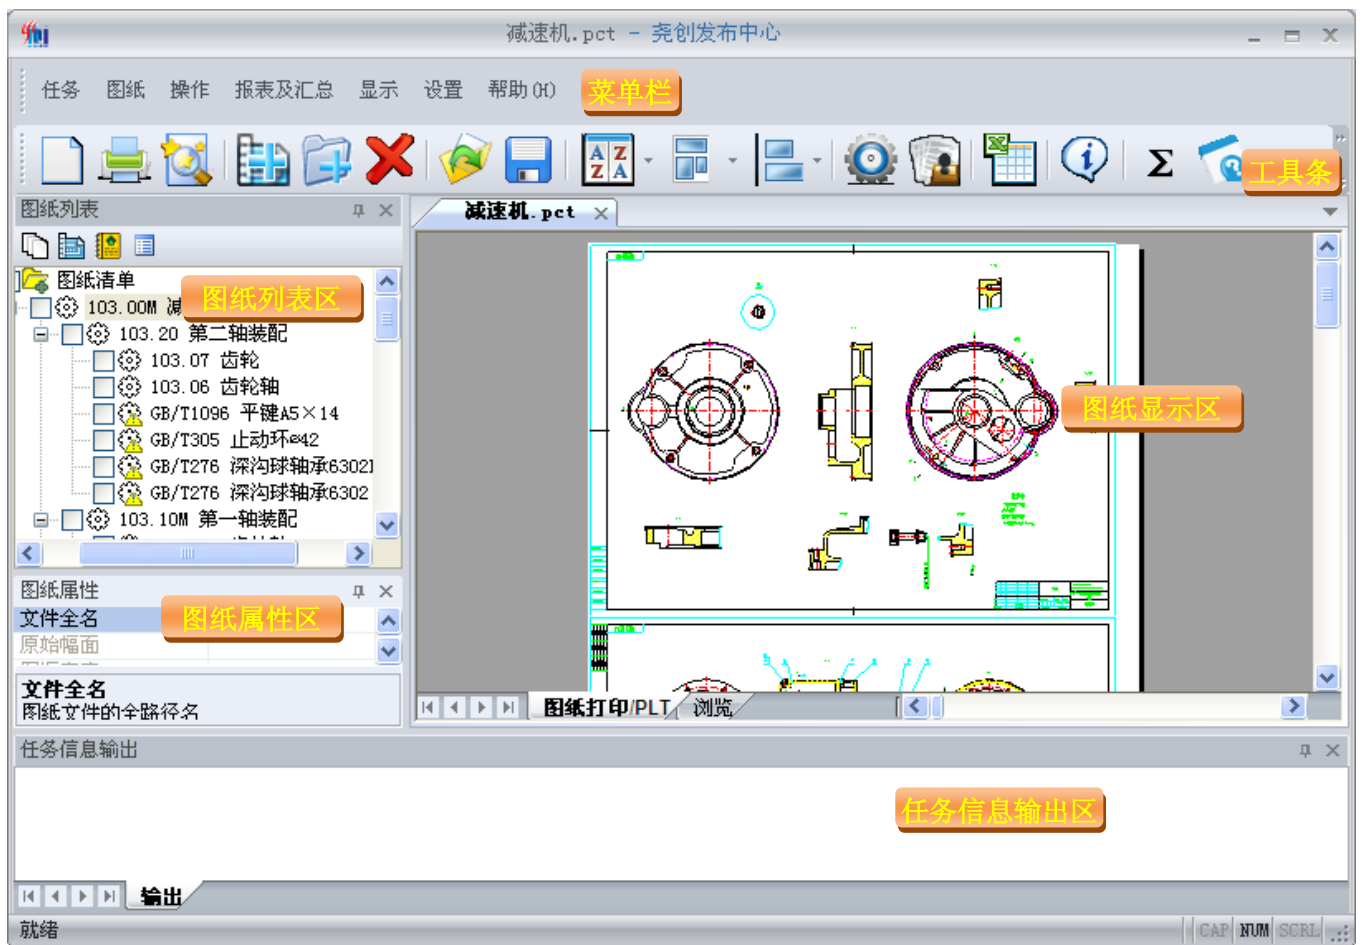 减速机.pct - 尧创发布中心
任务 图纸 操作 报表及汇总 显示 设置 帮助(H) 菜单栏
工具条
图纸列表
减速机.pct
图纸清单
图纸列表区
103.00M 减
103.20 第二轴装配
103.07 齿轮
103.06 齿轮轴
GB/T1096 平键A5×14
GB/T305 止动环e42
GB/T276 深沟球轴承6302
GB/T276 深沟球轴承6302
103.10M 第一轴装配
图纸显示区
图纸属性
文件全名
图纸属性区
原始幅面
文件全名
图纸文件的全路径名
图纸打印/PLT 浏览
任务信息输出
任务信息输出区
输出
就绪
CAP NUM SCRL